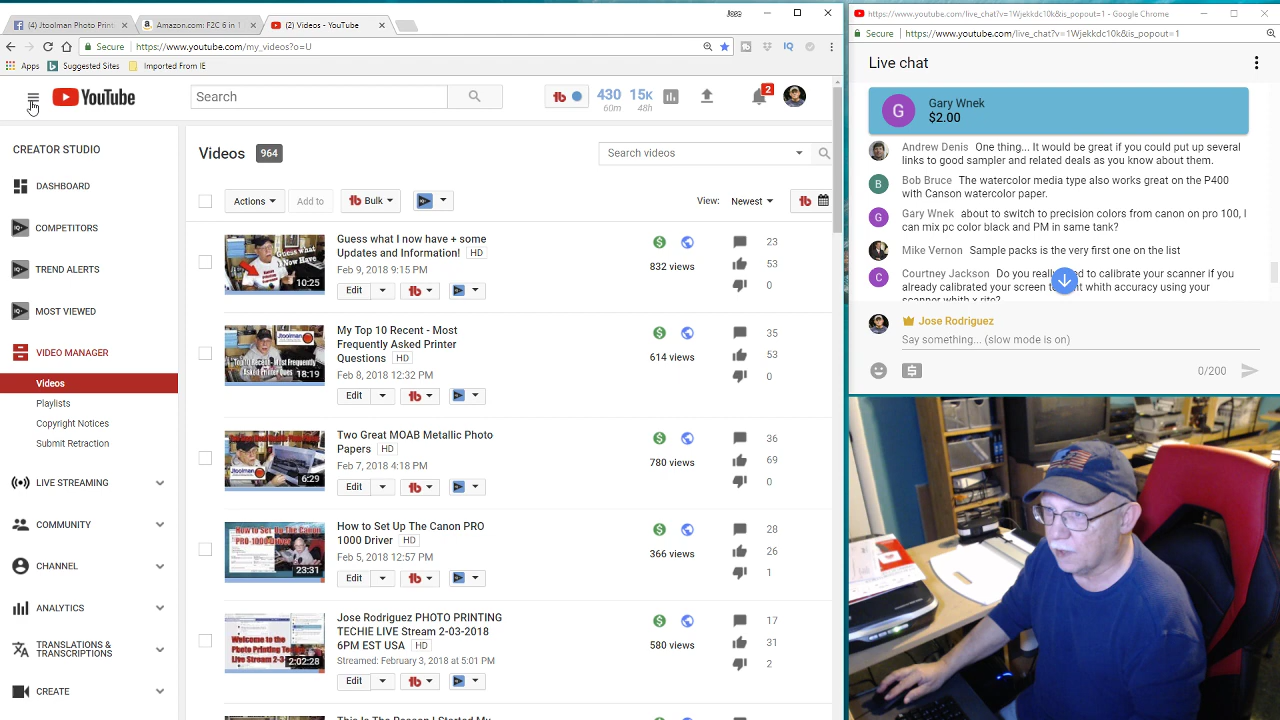 (4) Jtoolman Photo Print
Amazon.com: P2C 6 in 1
(2) Videos - YouTube
Secure https://www.youtube.com/my_videos?o=U
Apps
Suggested Sites
Imported From IE
YouTube
Search
430
60m
15K
48h
2
CREATOR STUDIO
DASHBOARD
COMPETITORS
TREND ALERTS
MOST VIEWED
VIDEO MANAGER
Videos
Playlists
Copyright Notices
Submit Retraction
LIVE STREAMING
COMMUNITY
CHANNEL
ANALYTICS
TRANSLATIONS &
TRANSCRIPTIONS
CREATE
Videos 964
Search videos
Actions
Add to
Bulk
View: Newest
Guess what I now have + some
Updates and Information! HD
Feb 9, 2018 9:15 PM
Edit
10:25
832 views
23
53
0
My Top 10 Recent - Most
Frequently Asked Printer
Questions HD
Feb 8, 2018 12:32 PM
Edit
18:19
614 views
35
53
0
Two Great MOAB Metallic Photo
Papers HD
Feb 7, 2018 4:18 PM
Edit
Jtoolman
6:29
780 views
36
69
0
How to Set Up The Canon PRO
1000 Driver HD
Feb 5, 2018 12:57 PM
Edit
23:31
366 views
28
26
1
Jose Rodriguez PHOTO PRINTING
TECHIE LIVE Stream 2-03-2018
6PM EST USA HD
Streamed: February 3, 2018 at 5:01 PM
Edit
Welcome to the
2:02:28
580 views
17
31
2
This Is The Reason I Started My
https://www.youtube.com/live_chat?v=1Wjekkdc10k&is_popout=1 - Google Chrome
Secure https://www.youtube.com/live_chat?v=1Wjekkdc10k&is_popout=1
Live chat
G
Gary Wnek
$2.00
Andrew Denis One thing... It would be great if you could put up several
links to good sampler and related deals as you know about them.
B
Bob Bruce The watercolor media type also works great on the P400
with Canson watercolor paper.
G
Gary Wnek about to switch to precision colors from canon on pro 100, I
can mix pc color black and PM in same tank?
Mike Vernon Sample packs is the very first one on the list
C
Courtney Jackson Do you really to calibrate your scanner if you
already calibrated your screen whith accuracy using your
scanner whith x rite?
Jose Rodriguez
Say something... (slow mode is on)
0/200